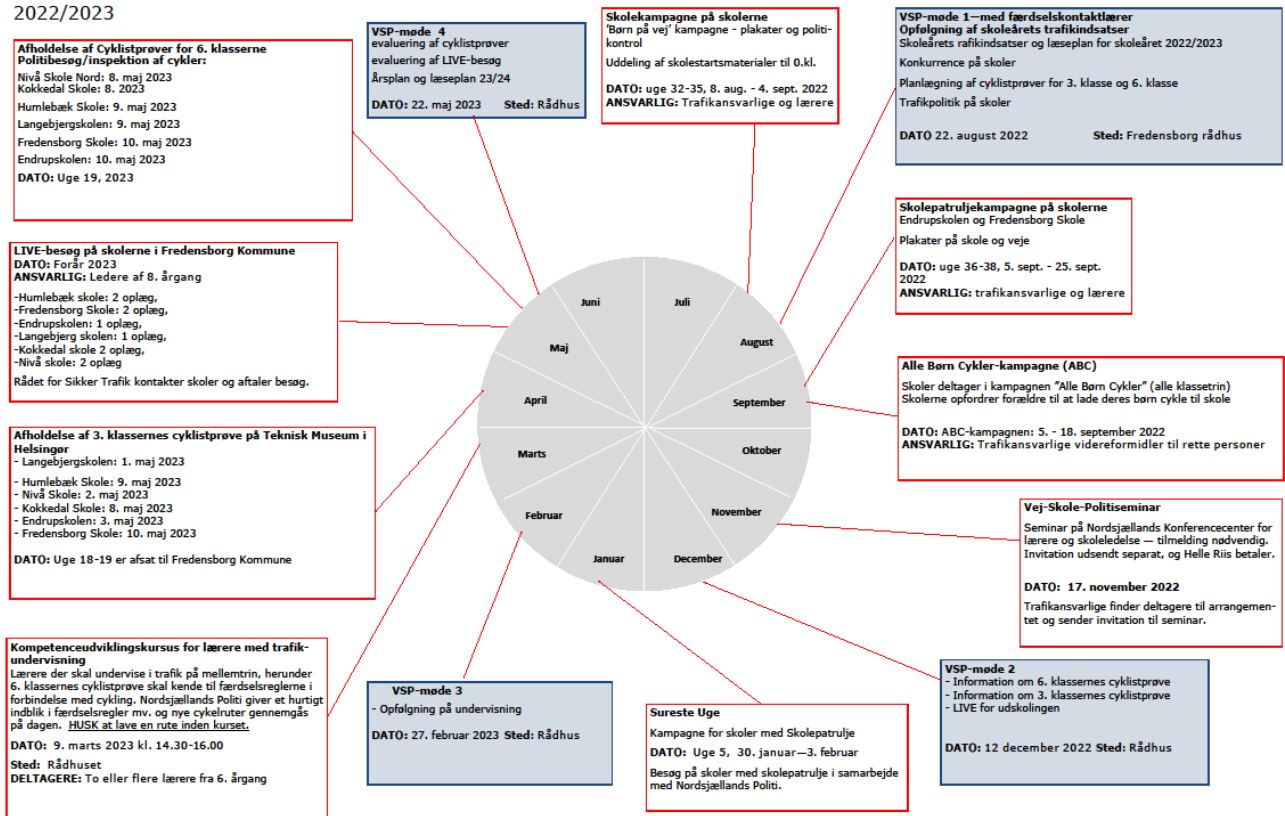 2022/2023
Afholdelse af Cyklistprøver for 6. klasserne
Politibesøg/inspektion af cykler:
Nivå Skole Nord: 8. maj 2023
Kokkedal Skole: 8. 2023
Humlebæk Skole: 9. maj 2023
Langebjergskolen: 9. maj 2023
Fredensborg Skole: 10. maj 2023
Endrupskolen: 10. maj 2023
DATO: Uge 19, 2023
VSP-møde 4
evaluering af cyklistprøver
evaluering af LIVE-besøg
Årsplan og læseplan 23/24
DATO: 22. maj 2023 Sted: Rådhus
Skolekampagne på skolerne
'Børn på vej' kampagne - plakater og politi-
kontrol
Uddeling af skolestartsmaterialer til 0.kl.
DATO: uge 32-35, 8. aug. - 4. sept. 2022
ANSVARLIG: Trafikansvarlige og lærere
VSP-møde 1—med færdselskontaktlærer
Opfølgning af skoleårets trafikindsatser
Skoleårets rafikindsatser og læseplan for skoleåret 2022/2023
Konkurrence på skoler
Planlægning af cyklistprøver for 3. klasse og 6. klasse
Trafikpolitik på skoler
DATO 22. august 2022 Sted: Fredensborg rådhus
Skolepatruljekampagne på skolerne
Endrupskolen og Fredensborg Skole
Plakater på skole og veje
DATO: uge 36-38, 5. sept. - 25. sept.
2022
ANSVARLIG: trafikansvarlige og lærere
LIVE-besøg på skolerne i Fredensborg Kommune
DATO: Forår 2023
ANSVARLIG: Ledere af 8. årgang
-Humlebæk skole: 2 oplæg,
-Fredensborg Skole: 2 oplæg,
-Endrupskolen: 1 oplæg,
-Langebjerg skolen: 1 oplæg,
-Kokkedal skole 2 oplæg,
-Nivå skole: 2 oplæg
Rådet for Sikker Trafik kontakter skoler og aftaler besøg.
Juni
Juli
Maj
August
April
September
Marts
Oktober
Februar
November
Januar
December
Alle Børn Cykler-kampagne (ABC)
Skoler deltager i kampagnen "Alle Børn Cykler" (alle klassetrin)
Skolerne opfordrer forældre til at lade deres børn cykle til skole
DATO: ABC-kampagnen: 5. - 18. september 2022
ANSVARLIG: Trafikansvarlige videreformidler til rette personer
Afholdelse af 3. klassernes cyklistprøve på Teknisk Museum i
Helsingør
- Langebjergskolen: 1. maj 2023
- Humlebæk Skole: 9. maj 2023
- Nivå Skole: 2. maj 2023
- Kokkedal Skole: 8. maj 2023
- Endrupskolen: 3. maj 2023
- Fredensborg Skole: 10. maj 2023
DATO: Uge 18-19 er afsat til Fredensborg Kommune
Vej-Skole-Politiseminar
Seminar på Nordsjællands Konferencecenter for
lærere og skoleledelse — tilmelding nødvendig.
Invitation udsendt separat, og Helle Riis betaler.
DATO: 17. november 2022
Trafikansvarlige finder deltagere til arrangemen-
tet og sender invitation til seminar.
Kompetenceudviklingskursus for lærere med trafik-
undervisning
Lærere der skal undervise i trafik på mellemtrin, herunder
6. klassernes cyklistprøve skal kende til færdselsreglerne i
forbindelse med cykling. Nordsjællands Politi giver et hurtigt
indblik i færdselsregler mv. og nye cykelruter gennemgås
på dagen. HUSK at lave en rute inden kurset.
DATO: 9. marts 2023 kl. 14.30-16.00
Sted: Rådhuset
DELTAGERE: To eller flere lærere fra 6. årgang
VSP-møde 3
- Opfølgning på undervisning
DATO: 27. februar 2023 Sted: Rådhus
Sureste Uge
Kampagne for skoler med Skolepatrulje
DATO: Uge 5, 30. januar—3. februar
Besøg på skoler med skolepatrulje i samarbejde
med Nordsjællands Politi.
VSP-møde 2
- Information om 6. klassernes cyklistprøve
- Information om 3. klassernes cyklistprøve
- LIVE for udskolingen
DATO: 12 december 2022 Sted: Rådhus